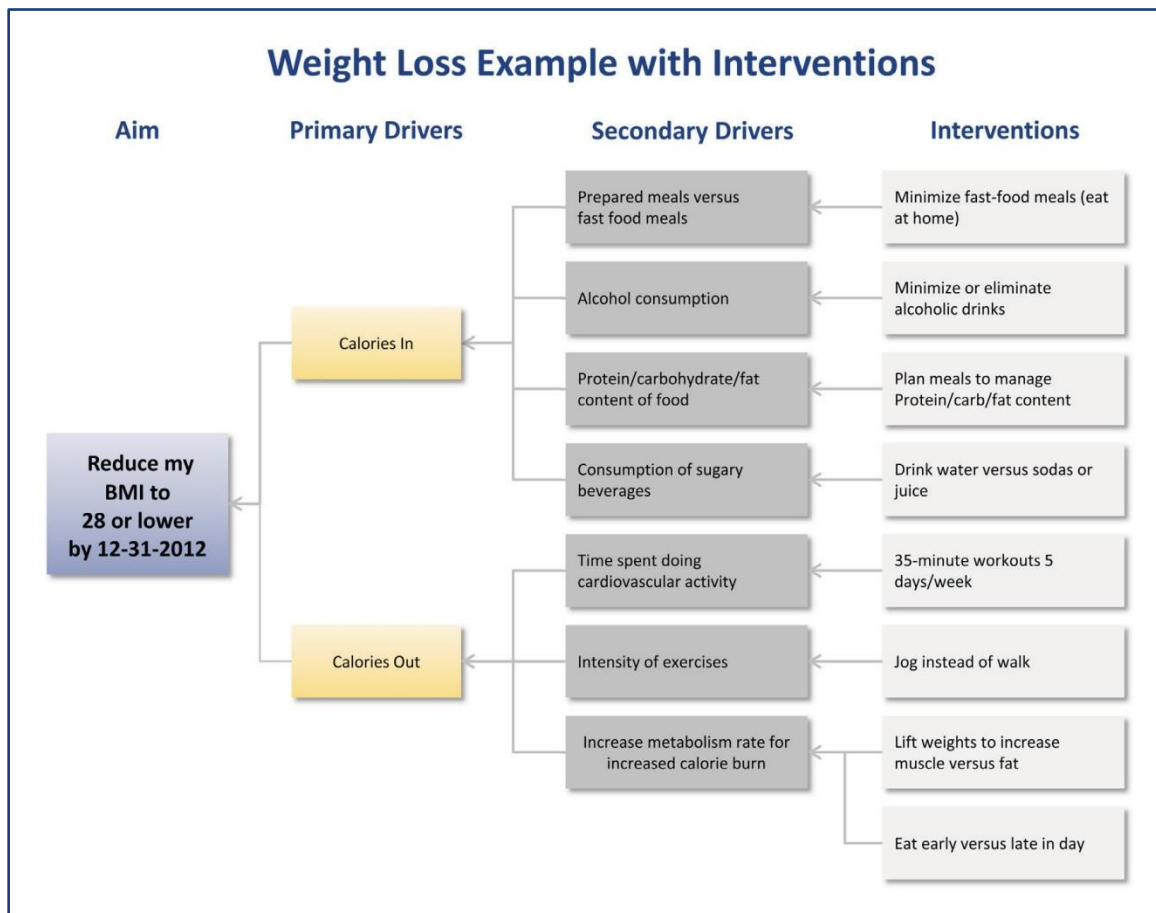 Weight Loss Example with Interventions
Aim
Primary Drivers
Secondary Drivers
Interventions
Reduce my
BMI to
28 or lower
by 12-31-2012
Calories In
Calories Out
Prepared meals versus
fast food meals
Alcohol consumption
Protein/carbohydrate/fat
content of food
Consumption of sugary
beverages
Time spent doing
cardiovascular activity
Intensity of exercises
Increase metabolism rate for
increased calorie burn
Minimize fast-food meals (eat
at home)
Minimize or eliminate
alcoholic drinks
Plan meals to manage
Protein/carb/fat content
Drink water versus sodas or
juice
35-minute workouts 5
days/week
Jog instead of walk
Lift weights to increase
muscle versus fat
Eat early versus late in day